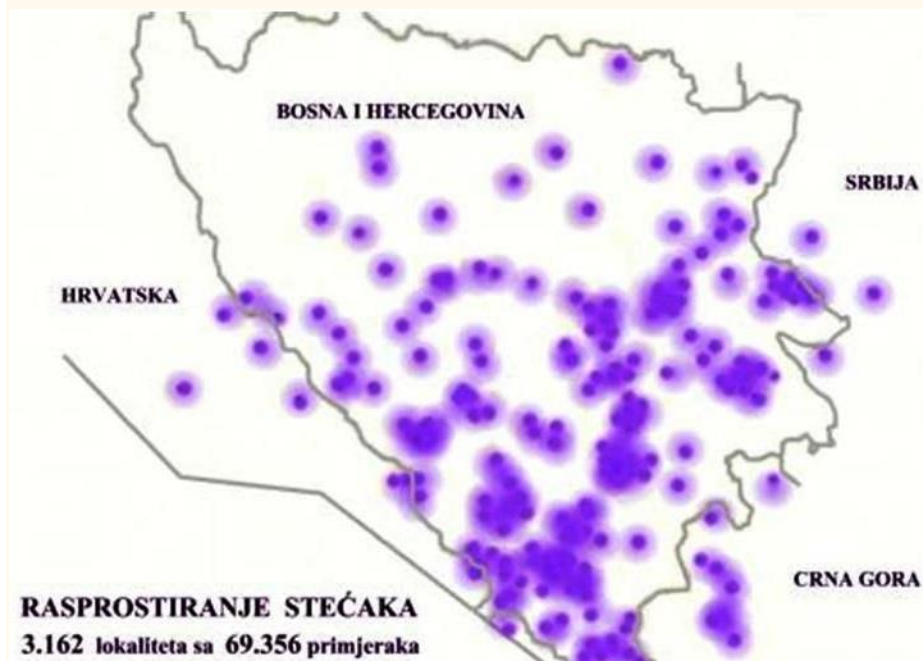 BOSNA I HERCEGOVINA
SRBIJA
HRVATSKA
CRNA GORA
RASPROSTIRANJE STEĆAKA
3.162 lokaliteta sa 69.356 primjeraka